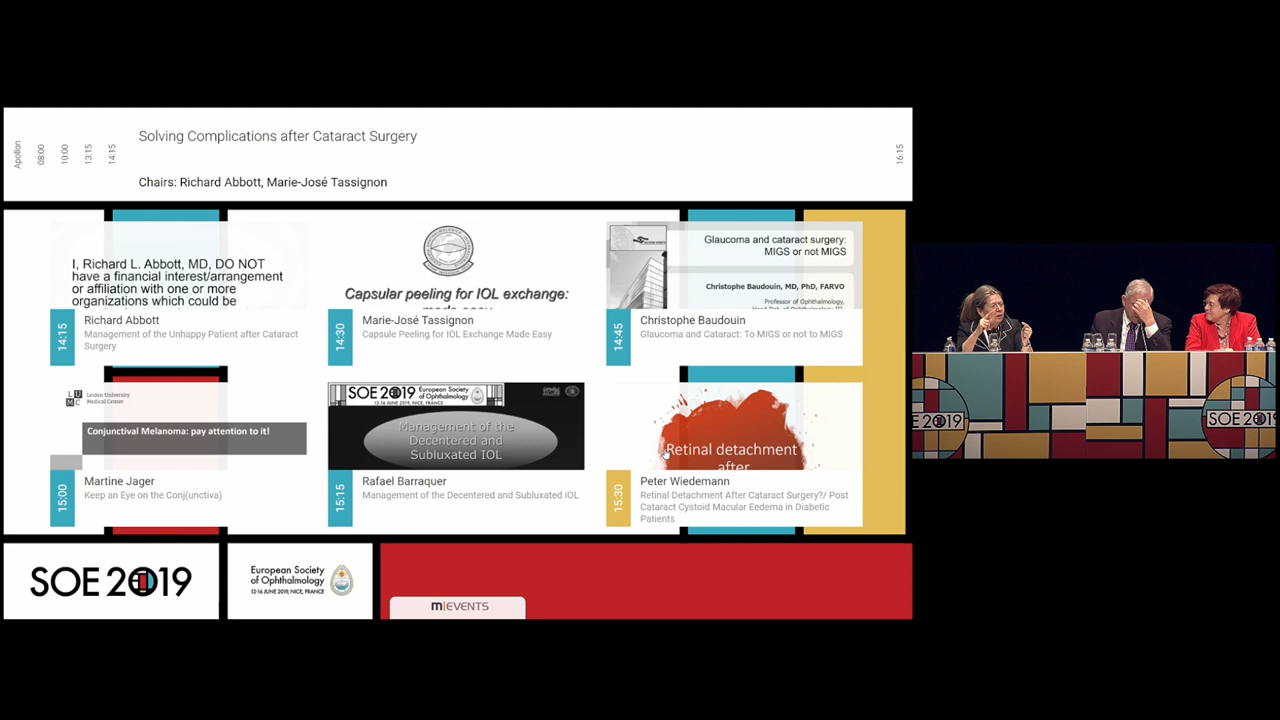 Apollon
08:00
10:00
13:15
14:15
Solving Complications after Cataract Surgery
Chairs: Richard Abbott, Marie-José Tassignon
16:15
I, Richard L. Abbott, MD, DO NOT
have a financial interest/arrangement
or affiliation with one or more
organizations which could be
14:15
Richard Abbott
Management of the Unhappy Patient after Cataract
Surgery
Capsular peeling for IOL exchange:
14:30
Marie-José Tassignon
Capsule Peeling for IOL Exchange Made Easy
Glaucoma and cataract surgery:
MIGS or not MIGS
Christophe Baudouin, MD, PhD, FARVO
Professor of Ophthalmology,
14:45
Christophe Baudouin
Glaucoma and Cataract: To MIGS or not to MIGS
LUMC
Leiden University
Medical Center
Conjunctival Melanoma: pay attention to it!
15:00
Martine Jager
Keep an Eye on the Conj(unctiva)
SOE 2019
European Society
of Ophthalmology
13-16 JUNE 2019, NICE, FRANCE
Management of the
Decentered and
Subluxated IOL
15:15
Rafael Barraquer
Management of the Decentered and Subluxated IOL
Retinal detachment
after
15:30
Peter Wiedemann
Retinal Detachment After Cataract Surgery?/ Post
Cataract Cystoid Macular Eedema in Diabetic
Patients
SOE 2019
European Society
of Ophthalmology
13-16 JUNE 2019, NICE, FRANCE
m|EVENTS
2019
SOE 2019